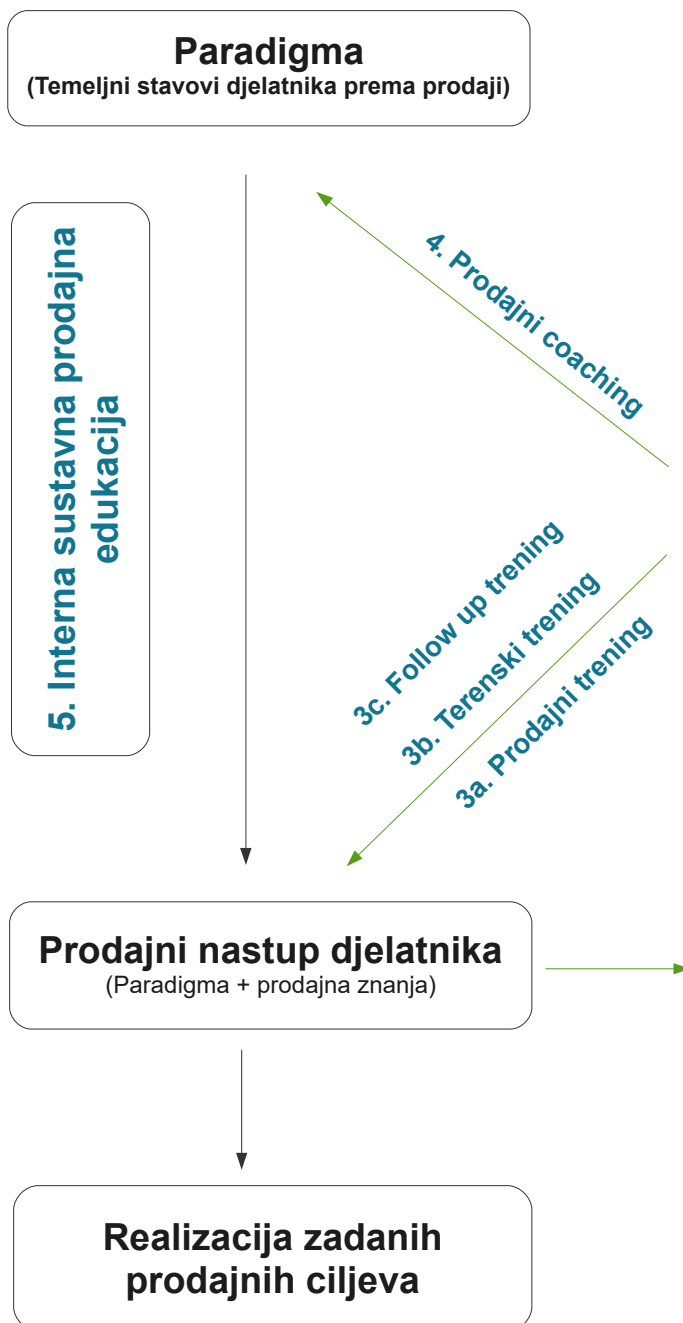 Paradigma
(Temeljni stavovi djelatnika prema prodaji)
5. Interna sustavna prodajna
edukacija
4. Prodajni coaching
3c. Follow up trening
3b. Terenski trening
3a. Prodajni trening
Prodajni nastup djelatnika
(Paradigma + prodajna znanja)
Realizacija zadanih
prodajnih ciljeva